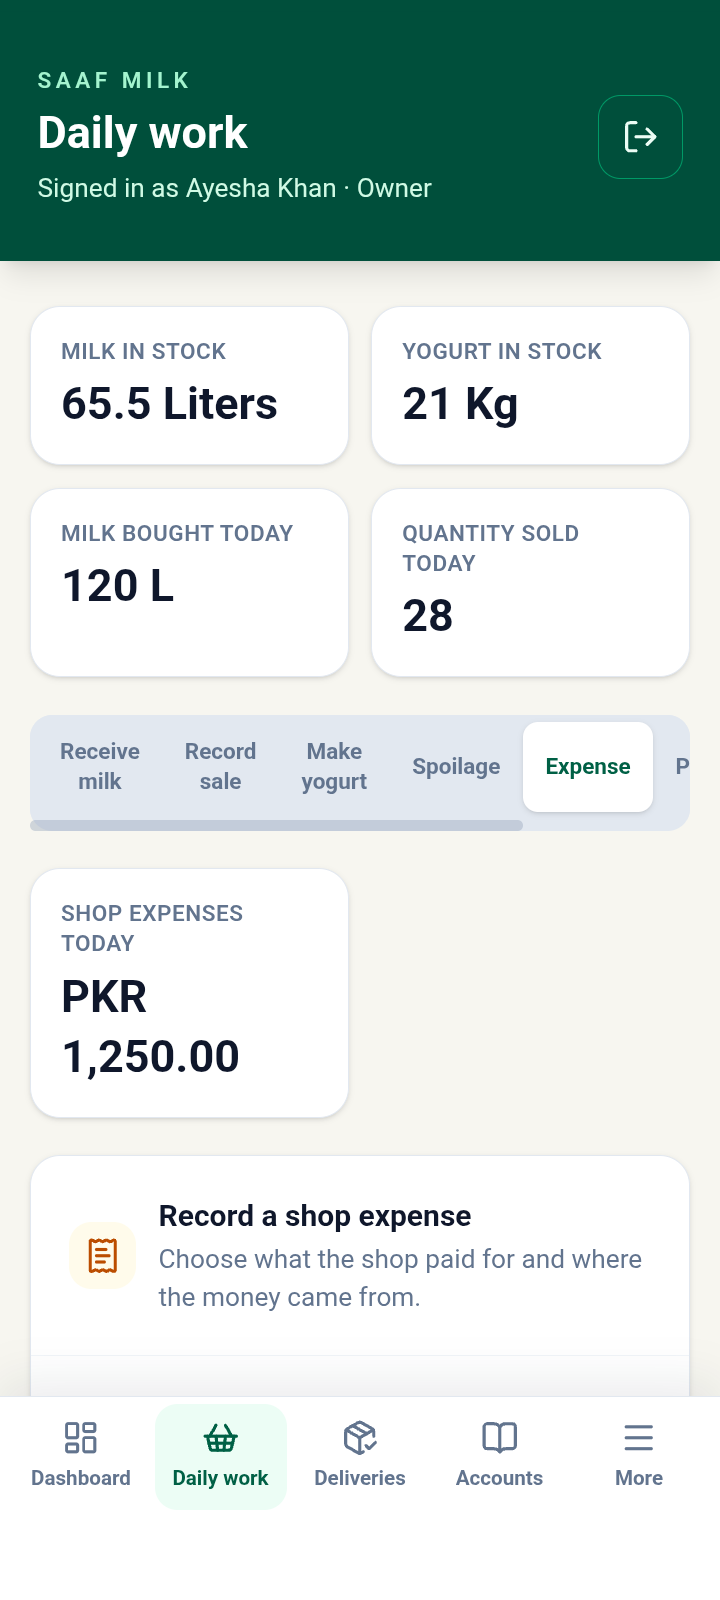 SAAF MILK
Daily work
Signed in as Ayesha Khan · Owner
MILK IN STOCK
65.5 Liters
YOGURT IN STOCK
21 Kg
MILK BOUGHT TODAY
120 L
QUANTITY SOLD
TODAY
28
Receive
milk
Record
sale
Make
yogurt
Spoilage
Expense
P
SHOP EXPENSES
TODAY
PKR
1,250.00
Record a shop expense
Choose what the shop paid for and where
the money came from.
Dashboard
Daily work
Deliveries
Accounts
More